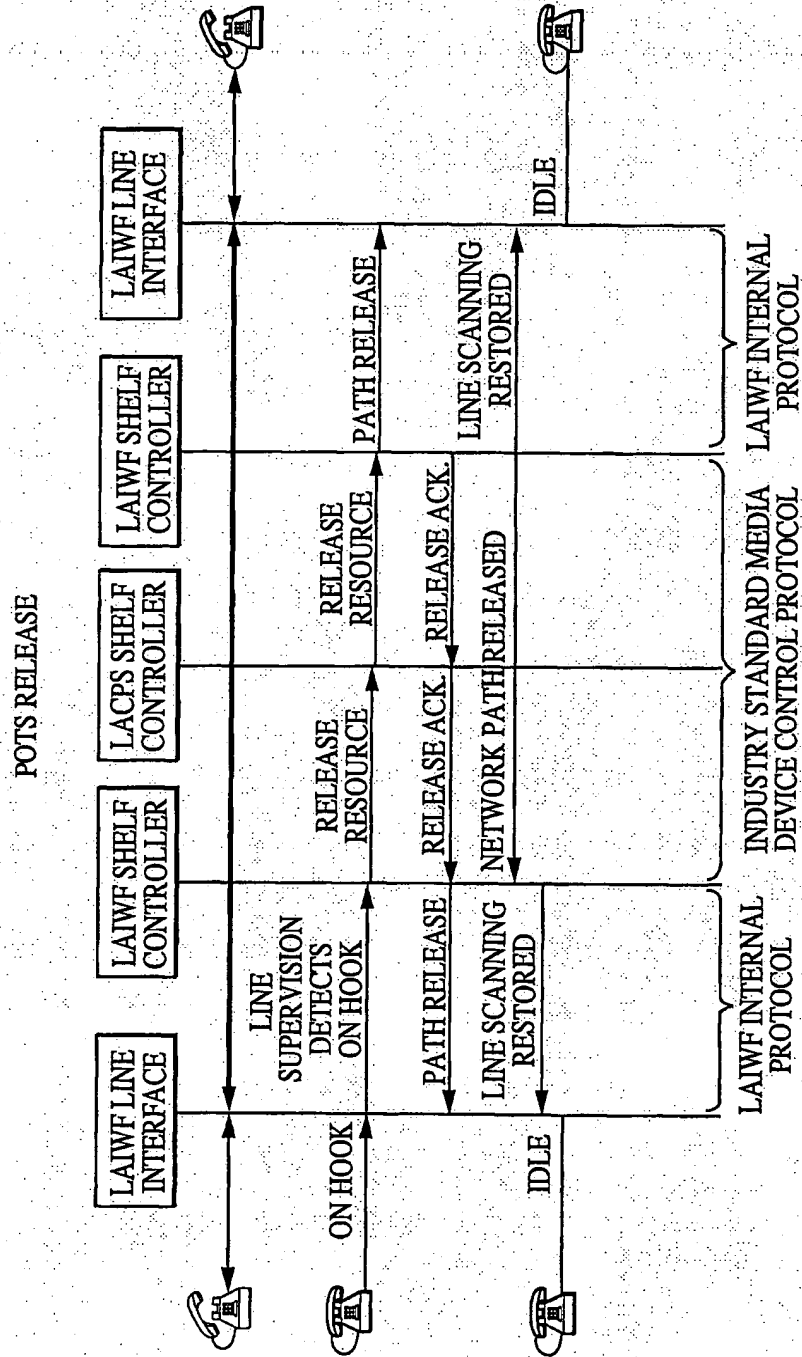 POTS RELEASE
LAIWF LINE
INTERFACE
LAIWF SHELF
CONTROLLER
LACPS SHELF
CONTROLLER
LAIWF SHELF
CONTROLLER
LAIWF LINE
INTERFACE
ON HOOK
LINE
SUPERVISION
DETECTS
ON HOOK
RELEASE
RESOURCE
RELEASE
RESOURCE
PATH RELEASE
PATH RELEASE
RELEASE ACK.
RELEASE ACK.
LINE SCANNING
RESTORED
NETWORK PATH RELEASED
LINE SCANNING
RESTORED
IDLE
IDLE
LAIWF INTERNAL
PROTOCOL
INDUSTRY STANDARD MEDIA
DEVICE CONTROL PROTOCOL
LAIWF INTERNAL
PROTOCOL